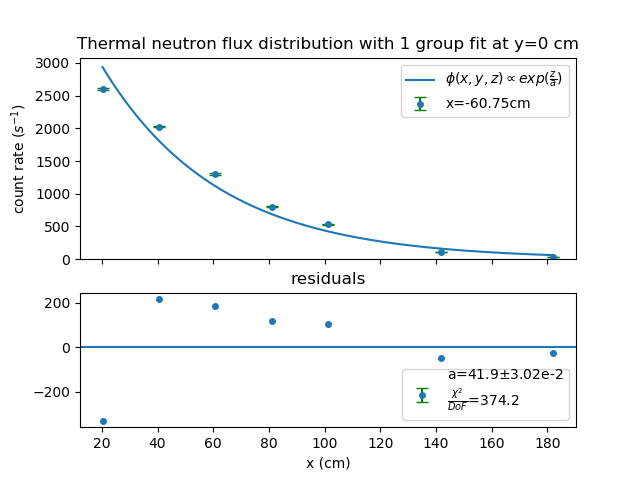 Thermal neutron flux distribution with 1 group fit at y=0 cm
3000
2500
2000
1500
1000
500
0
count rate (s⁻¹)
ϕ(x, y, z) ∝ exp(z/a)
x=-60.75cm
residuals
200
0
−200
a=41.9±3.02e-2
χ²/DoF=374.2
20 40 60 80 100 120 140 160 180
x (cm)